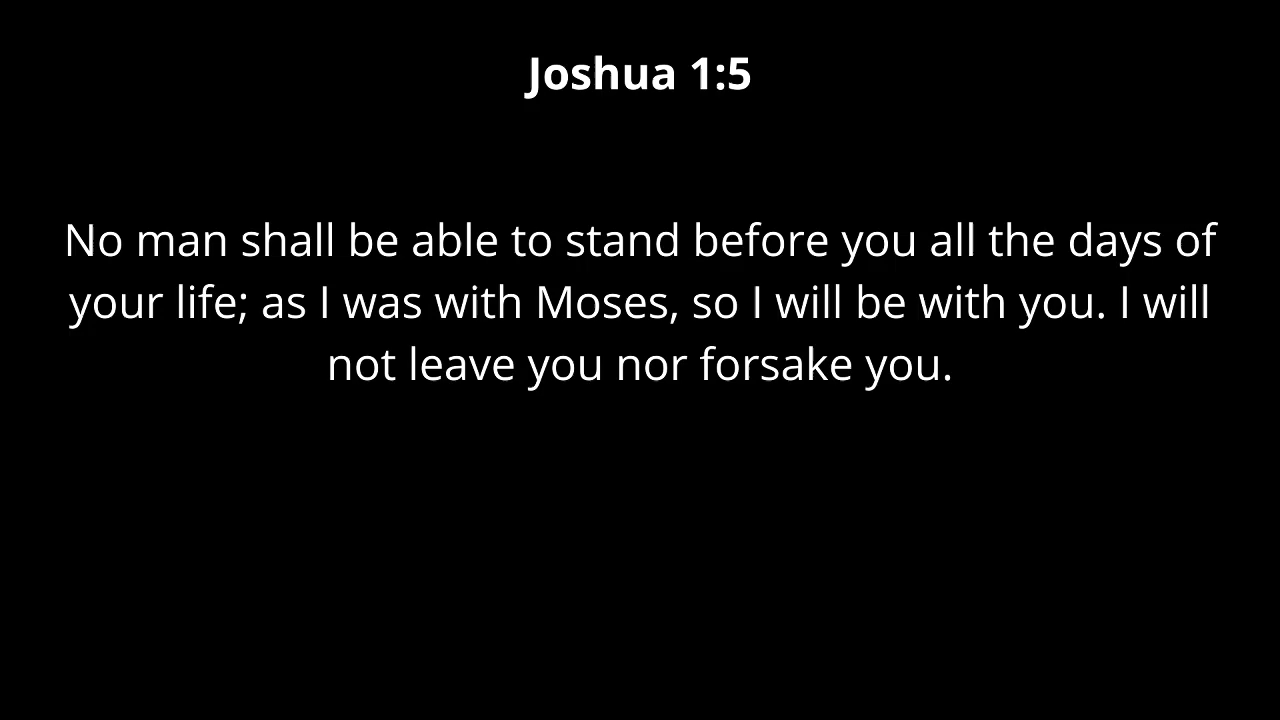 Joshua 1:5
No man shall be able to stand before you all the days of
your life; as I was with Moses, so I will be with you. I will
not leave you nor forsake you.